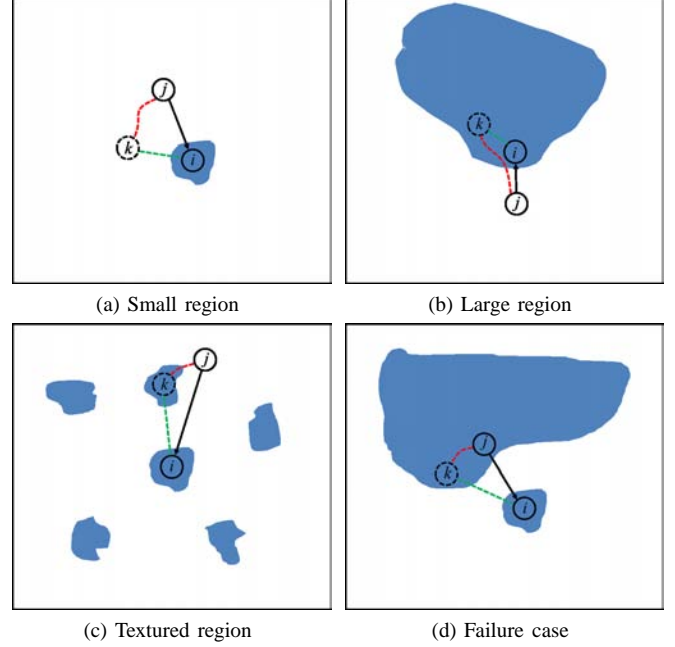 j
k
i
k
i
j
(a) Small region
(b) Large region
j
k
i
j
k
i
(c) Textured region
(d) Failure case